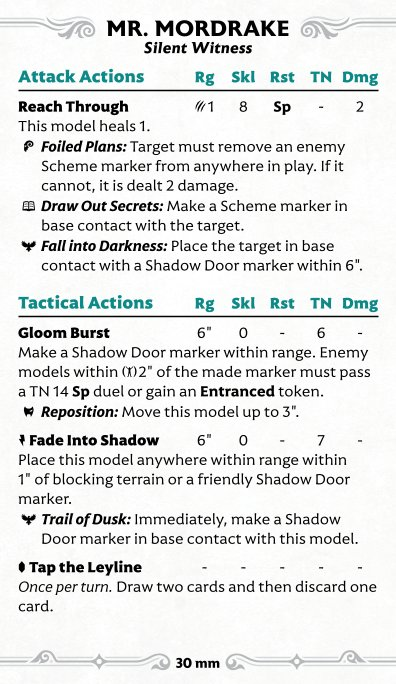 MR. MORDRAKE
Silent Witness
Attack Actions Rg Skl Rst TN Dmg
Reach Through 1 8 Sp - 2
This model heals 1.
Foiled Plans: Target must remove an enemy
Scheme marker from anywhere in play. If it
cannot, it is dealt 2 damage.
Draw Out Secrets: Make a Scheme marker in
base contact with the target.
Fall into Darkness: Place the target in base
contact with a Shadow Door marker within 6".
Tactical Actions Rg Skl Rst TN Dmg
Gloom Burst 6" 0 - 6 -
Make a Shadow Door marker within range. Enemy
models within 2" of the made marker must pass
a TN 14 Sp duel or gain an Entranced token.
Reposition: Move this model up to 3".
Fade Into Shadow 6" 0 - 7 -
Place this model anywhere within range within
1" of blocking terrain or a friendly Shadow Door
marker.
Trail of Dusk: Immediately, make a Shadow
Door marker in base contact with this model.
Tap the Leyline - - - - -
Once per turn. Draw two cards and then discard one
card.
30 mm